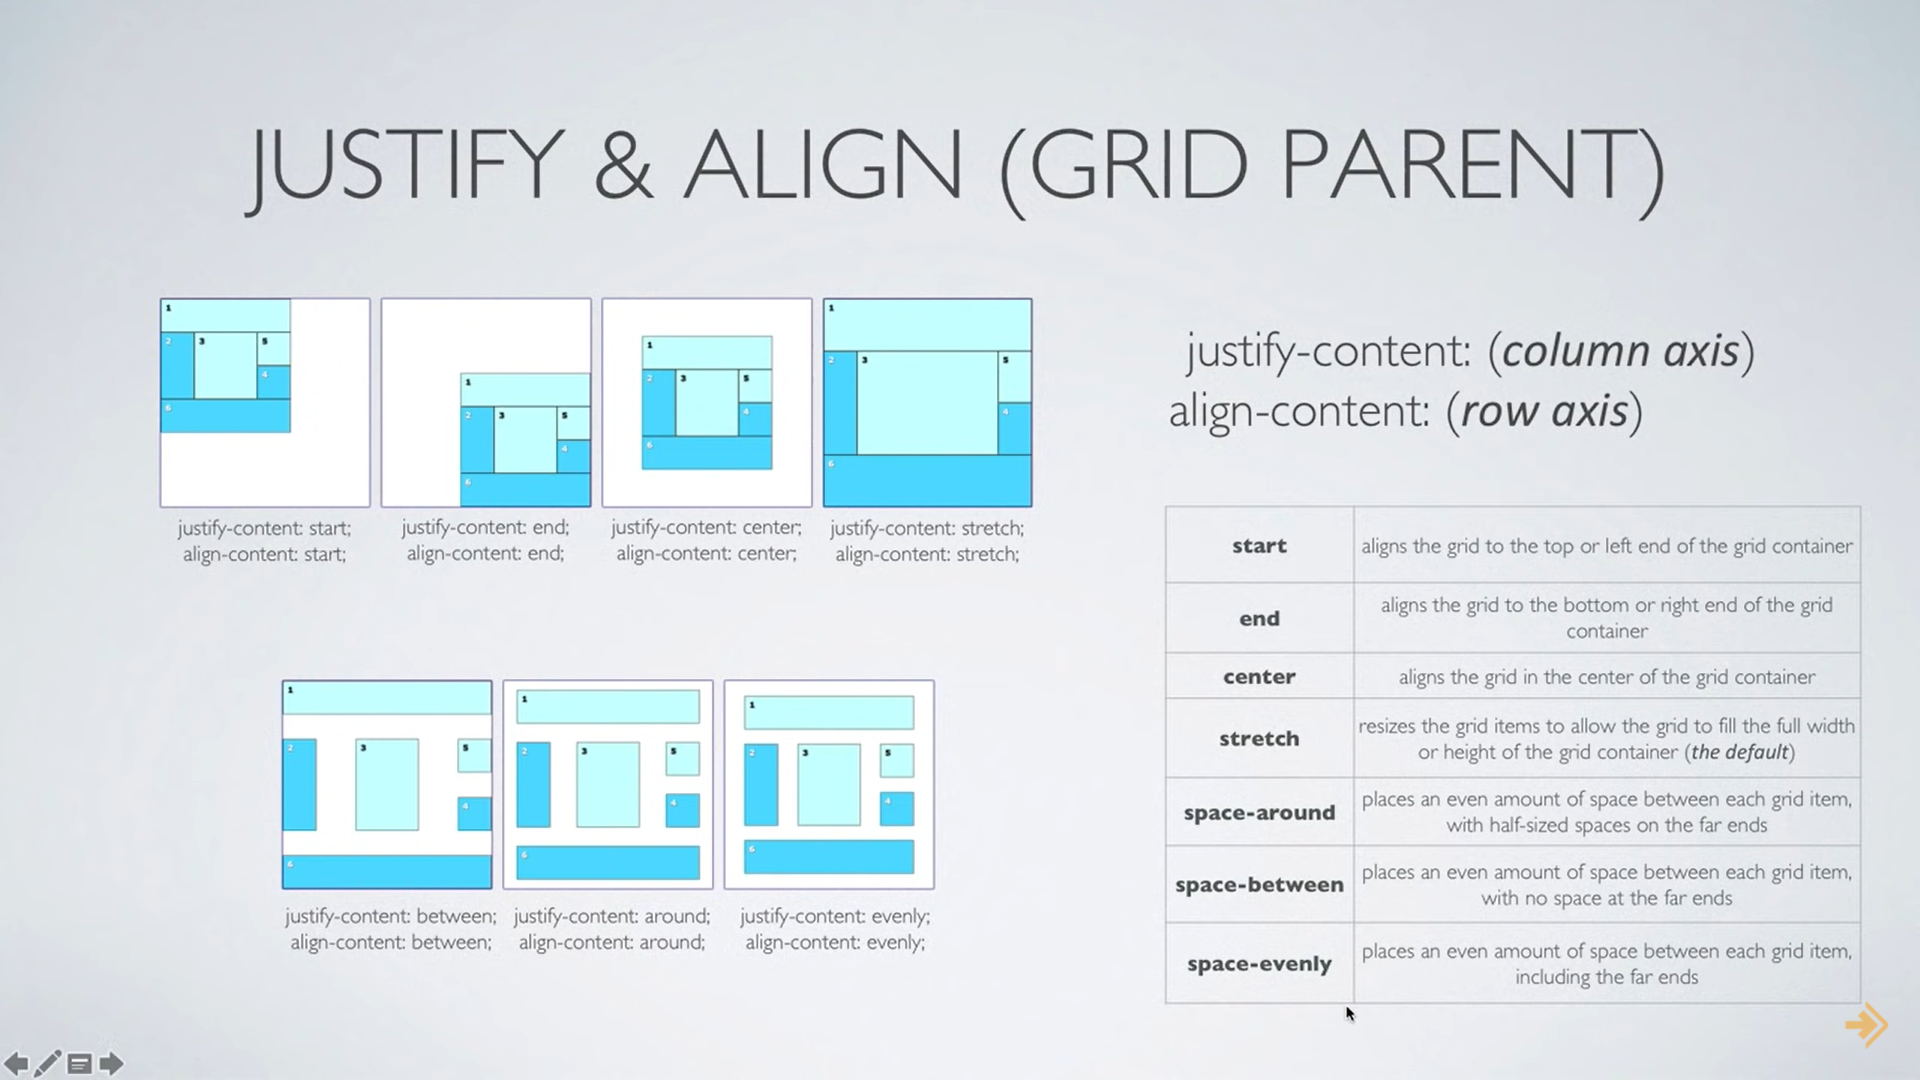 JUSTIFY & ALIGN (GRID PARENT)
1
2
3
5
4
6
justify-content: start;
align-content: start;
1
2
3
5
4
6
justify-content: end;
align-content: end;
1
2
3
5
4
6
justify-content: center;
align-content: center;
1
2
3
5
4
6
justify-content: stretch;
align-content: stretch;
1
2
3
5
4
6
justify-content: between;
align-content: between;
1
2
3
5
4
6
justify-content: around;
align-content: around;
1
2
3
5
4
6
justify-content: evenly;
align-content: evenly;
justify-content: (column axis)
align-content: (row axis)
start
aligns the grid to the top or left end of the grid container
end
aligns the grid to the bottom or right end of the grid
container
center
aligns the grid in the center of the grid container
stretch
resizes the grid items to allow the grid to fill the full width
or height of the grid container (the default)
space-around
places an even amount of space between each grid item,
with half-sized spaces on the far ends
space-between
places an even amount of space between each grid item,
with no space at the far ends
space-evenly
places an even amount of space between each grid item,
including the far ends